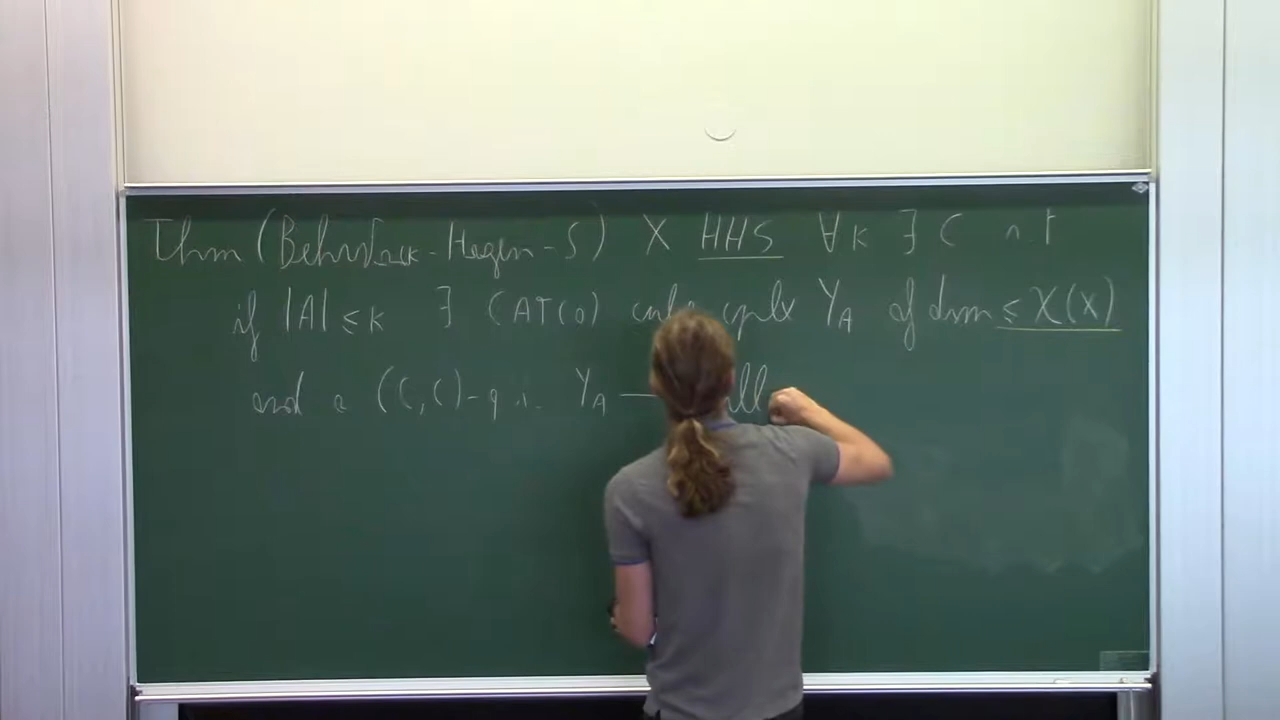 Thm (Behrstock-Hagen-S) X HHS ∀k ∃ C s.t
if |A| ≤ k ∃ CAT(0) cube cplx Y_A of dim ≤ χ(X)
and a (C,C)-q.i. Y_A